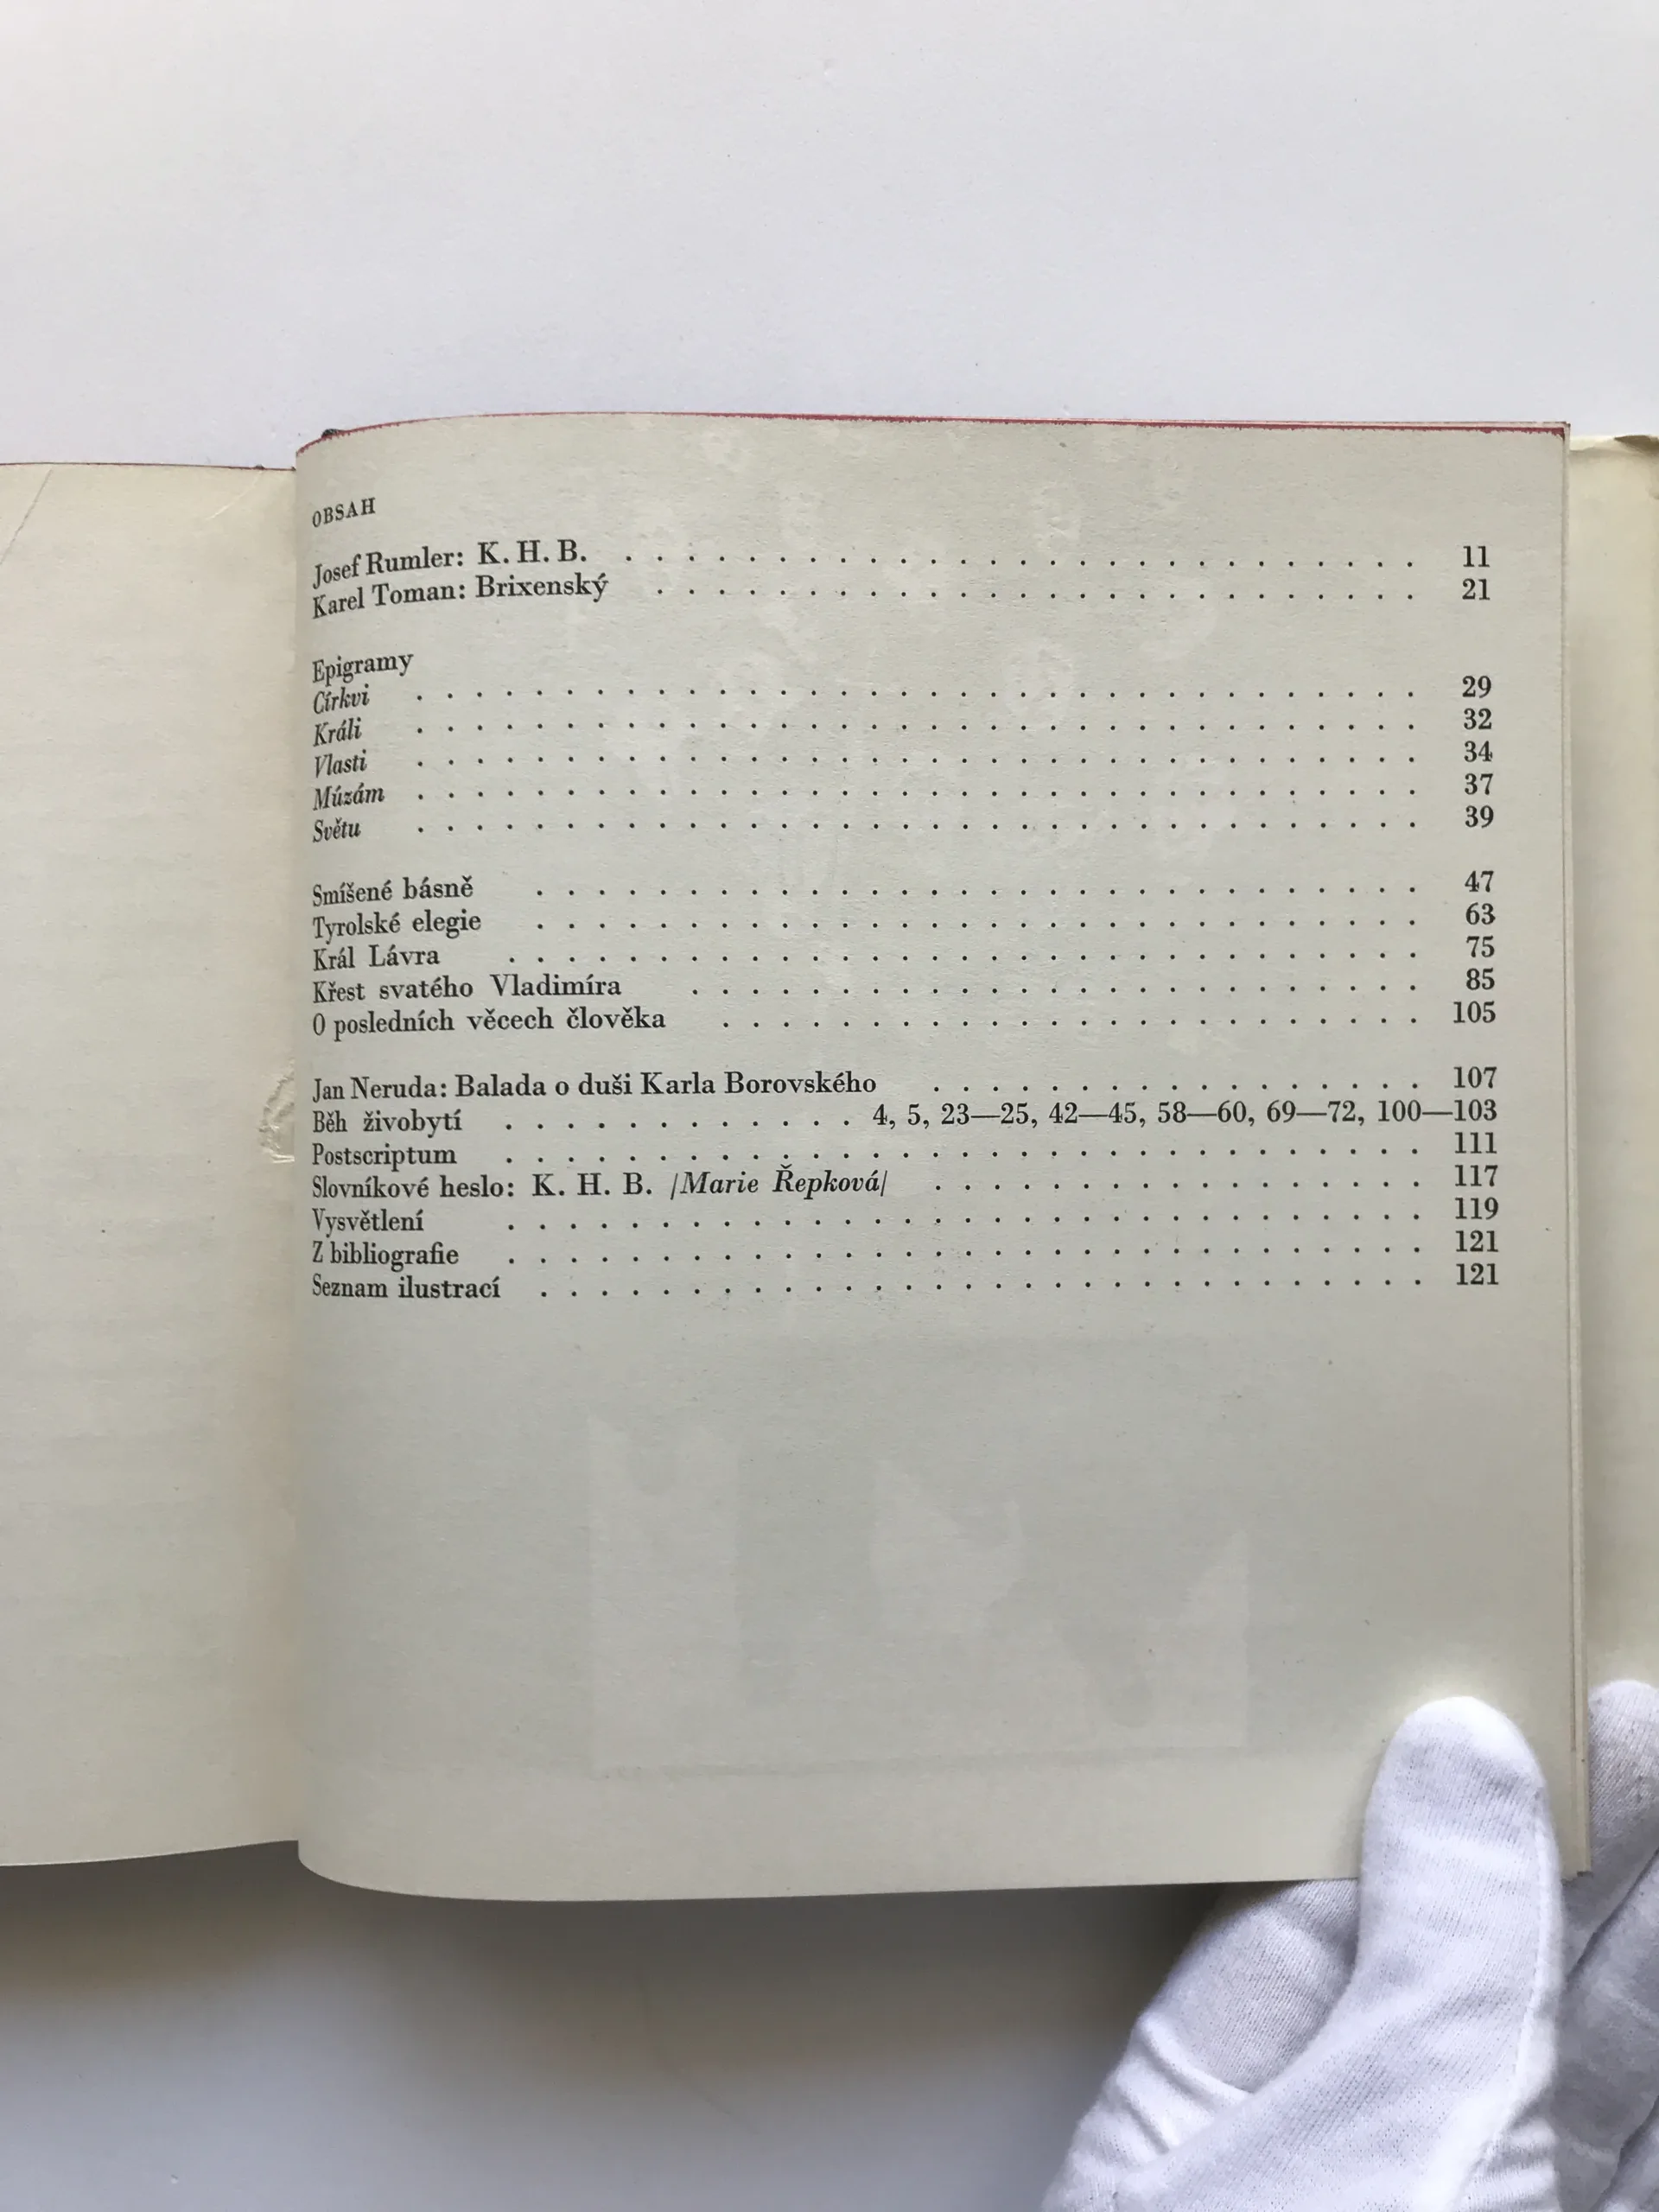 OBSAH
Josef Rumler: K. H. B. . . . . . . . . . . . . . . . . . . . . . . . . . . . 11
Karel Toman: Brixenský . . . . . . . . . . . . . . . . . . . . . . . . . . 21
Epigramy
Církvi . . . . . . . . . . . . . . . . . . . . . . . . . . . . . . . . . . 29
Králi . . . . . . . . . . . . . . . . . . . . . . . . . . . . . . . . . . 32
Vlasti . . . . . . . . . . . . . . . . . . . . . . . . . . . . . . . . . . 34
Múzám . . . . . . . . . . . . . . . . . . . . . . . . . . . . . . . . . . 37
Světu . . . . . . . . . . . . . . . . . . . . . . . . . . . . . . . . . . 39
Smíšené básně . . . . . . . . . . . . . . . . . . . . . . . . . . . . . . 47
Tyrolské elegie . . . . . . . . . . . . . . . . . . . . . . . . . . . . . . 63
Král Lávra . . . . . . . . . . . . . . . . . . . . . . . . . . . . . . . 75
Křest svatého Vladimíra . . . . . . . . . . . . . . . . . . . . . . . . . 85
O posledních věcech člověka . . . . . . . . . . . . . . . . . . . . . . . . 105
Jan Neruda: Balada o duši Karla Borovského . . . . . . . . . . . . . . . . . 107
Běh živobytí . . . . . . . . . . . . 4, 5, 23—25, 42—45, 58—60, 69—72, 100—103
Postscriptum . . . . . . . . . . . . . . . . . . . . . . . . . . . . . . . 111
Slovníkové heslo: K. H. B. /Marie Řepková/ . . . . . . . . . . . . . . . . . 117
Vysvětlení . . . . . . . . . . . . . . . . . . . . . . . . . . . . . . . 119
Z bibliografie . . . . . . . . . . . . . . . . . . . . . . . . . . . . . . . 121
Seznam ilustrací . . . . . . . . . . . . . . . . . . . . . . . . . . . . . . 121